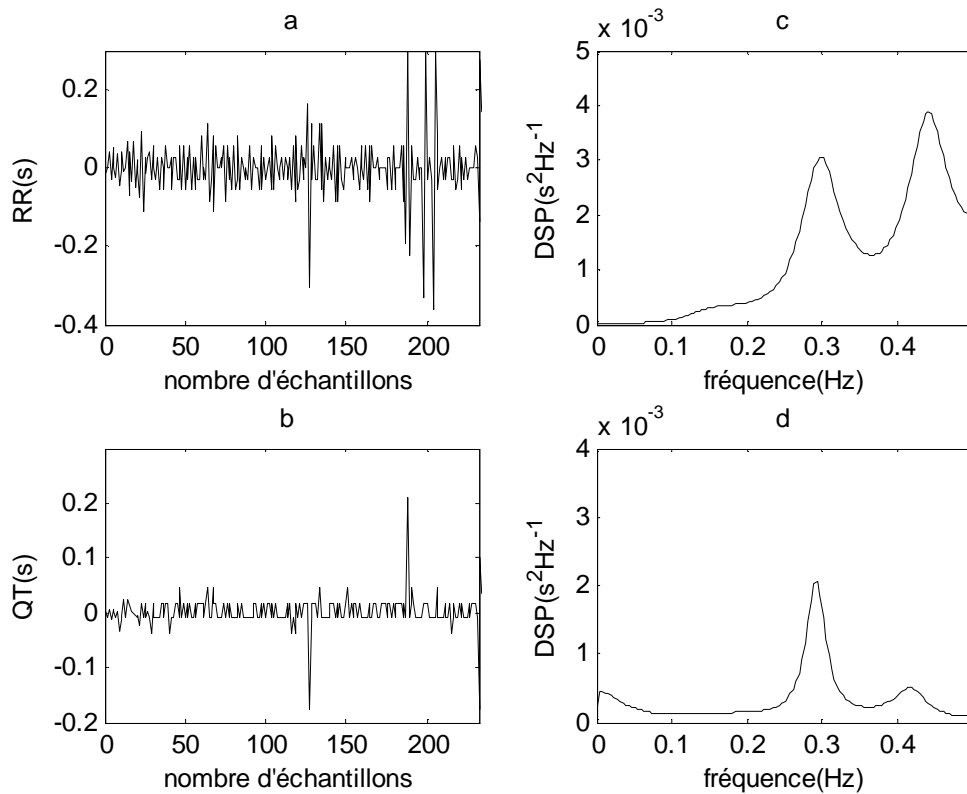 a
RR(s)
0.2
0
-0.2
-0.4
0
50
100
150
200
nombre d'échantillons
c
x 10⁻³
DSP(s²Hz⁻¹
5
4
3
2
1
0
0
0.1
0.2
0.3
0.4
fréquence(Hz)
b
QT(s)
0.2
0.1
0
-0.1
-0.2
0
50
100
150
200
nombre d'échantillons
d
x 10⁻³
DSP(s²Hz⁻¹
4
3
2
1
0
0
0.1
0.2
0.3
0.4
fréquence(Hz)